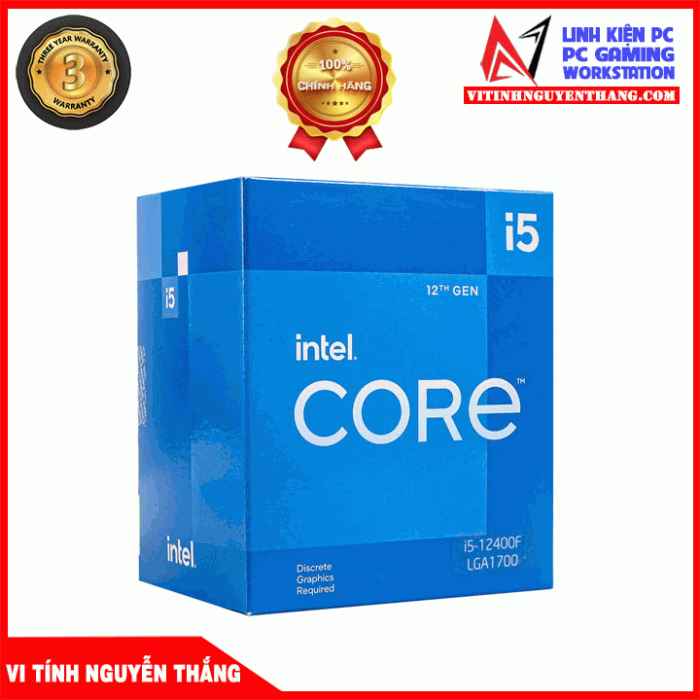 THREE YEAR WARRANTY
3
WARRANTY
100%
CHÍNH HÃNG
LINH KIỆN PC
PC GAMING
WORKSTATION
VITINHNGUYENTHANG.COM
i5
i5
12TH GEN
intel.
CORE™
i5-12400F
LGA1700
intel.
Discrete
Graphics
Required
VI TÍNH NGUYỄN THẮNG